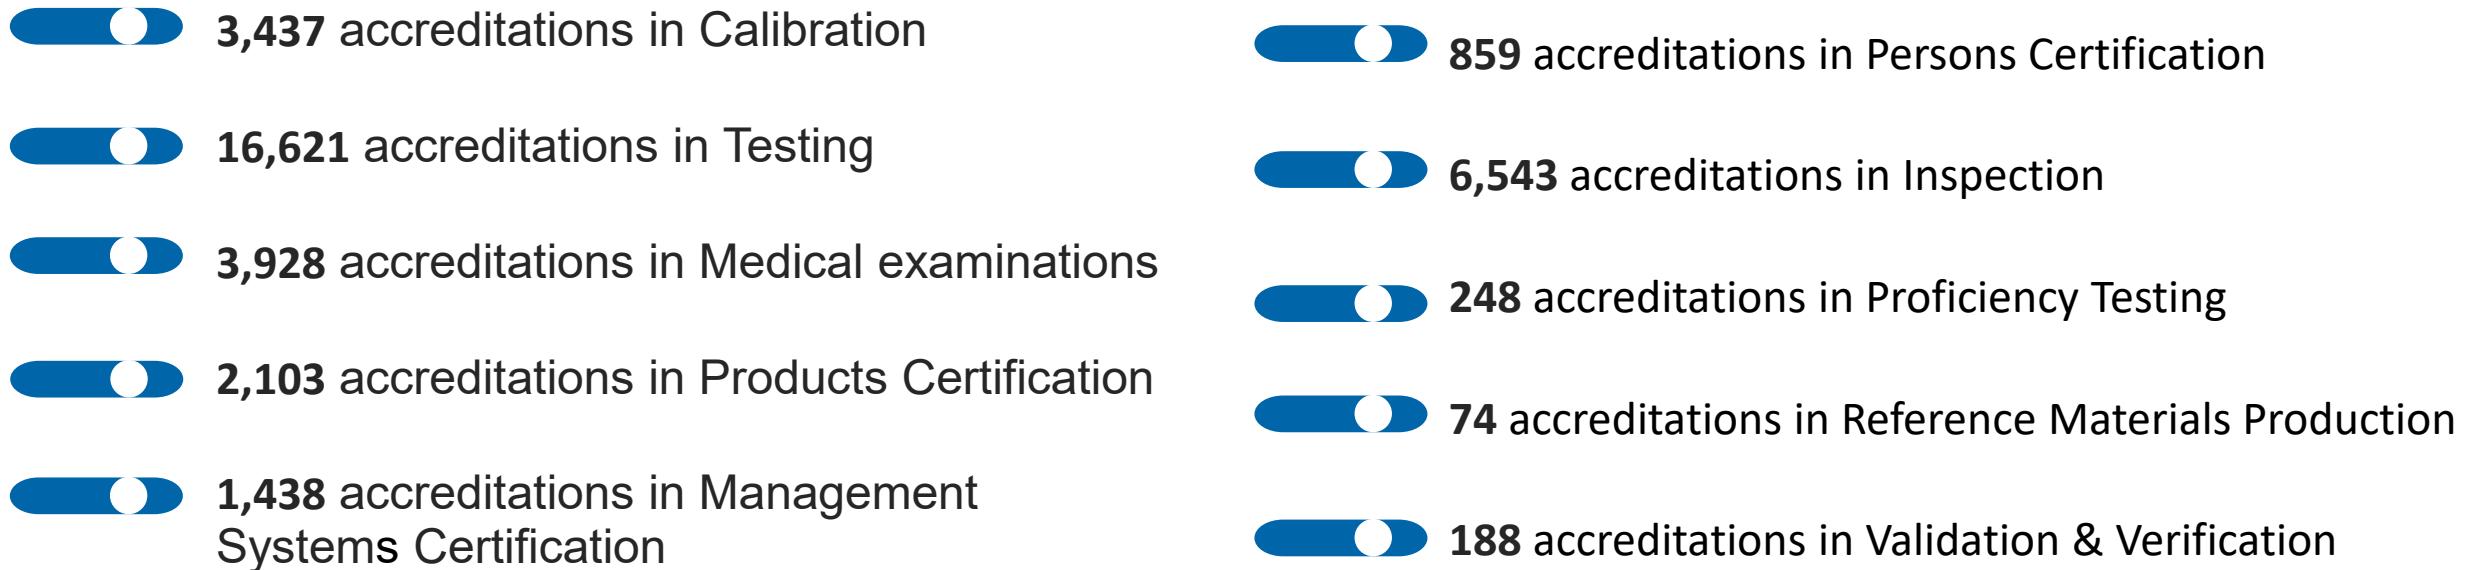 3,437 accreditations in Calibration
16,621 accreditations in Testing
3,928 accreditations in Medical examinations
2,103 accreditations in Products Certification
1,438 accreditations in Management
Systems Certification
859 accreditations in Persons Certification
6,543 accreditations in Inspection
248 accreditations in Proficiency Testing
74 accreditations in Reference Materials Production
188 accreditations in Validation & Verification